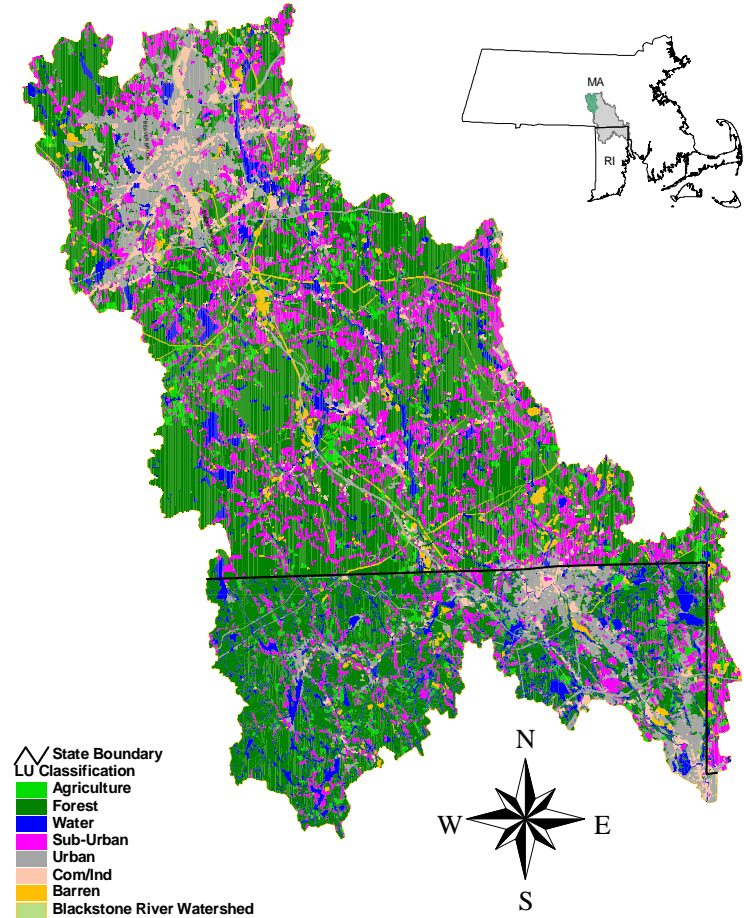 MA
RI
State Boundary
LU Classification
Agriculture
Forest
Water
Sub-Urban
Urban
Com/Ind
Barren
Blackstone River Watershed
N
W
E
S